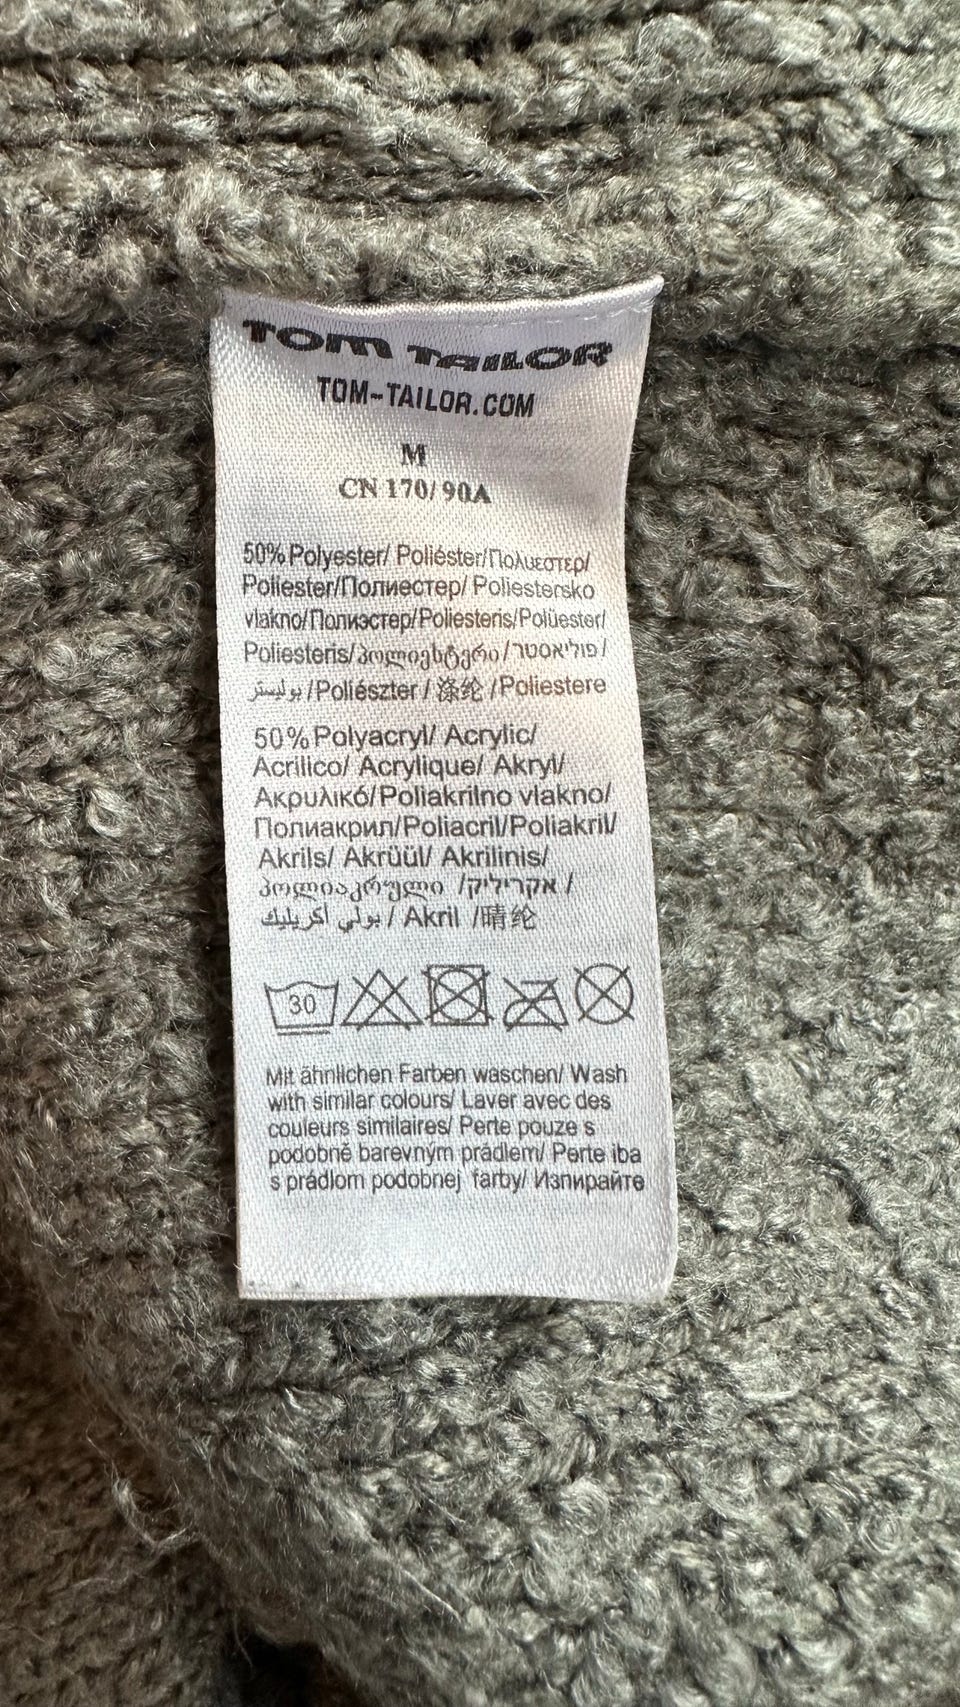 TOM TAILOR
TOM-TAILOR.COM
M
CN 170/90A
50% Polyester/ Poliéster/Πολυεστερ/
Poliester/Полиестер/ Poliestersko
vlakno/Полиэстер/Poliesteris/Polüester/
Poliesteris/პოლიესტერი/פוליאסטר/
بوليستر/Poliészter/涤纶/Poliestere
50% Polyacryl/ Acrylic/
Acrilico/ Acrylique/ Akryl/
Ακρυλικό/Poliakrilno vlakno/
Полиакрил/Poliacril/Poliakril/
Akrils/ Akrüül/ Akrilinis/
პოლიაკრული /אקריליק /
بولي أكريليك / Akril /晴纶
30
Mit ähnlichen Farben waschen/ Wash
with similar colours/ Laver avec des
couleurs similaires/ Perte pouze s
podobně barevným prádlem/ Perte iba
s prádlom podobnej farby/ Изпирайте